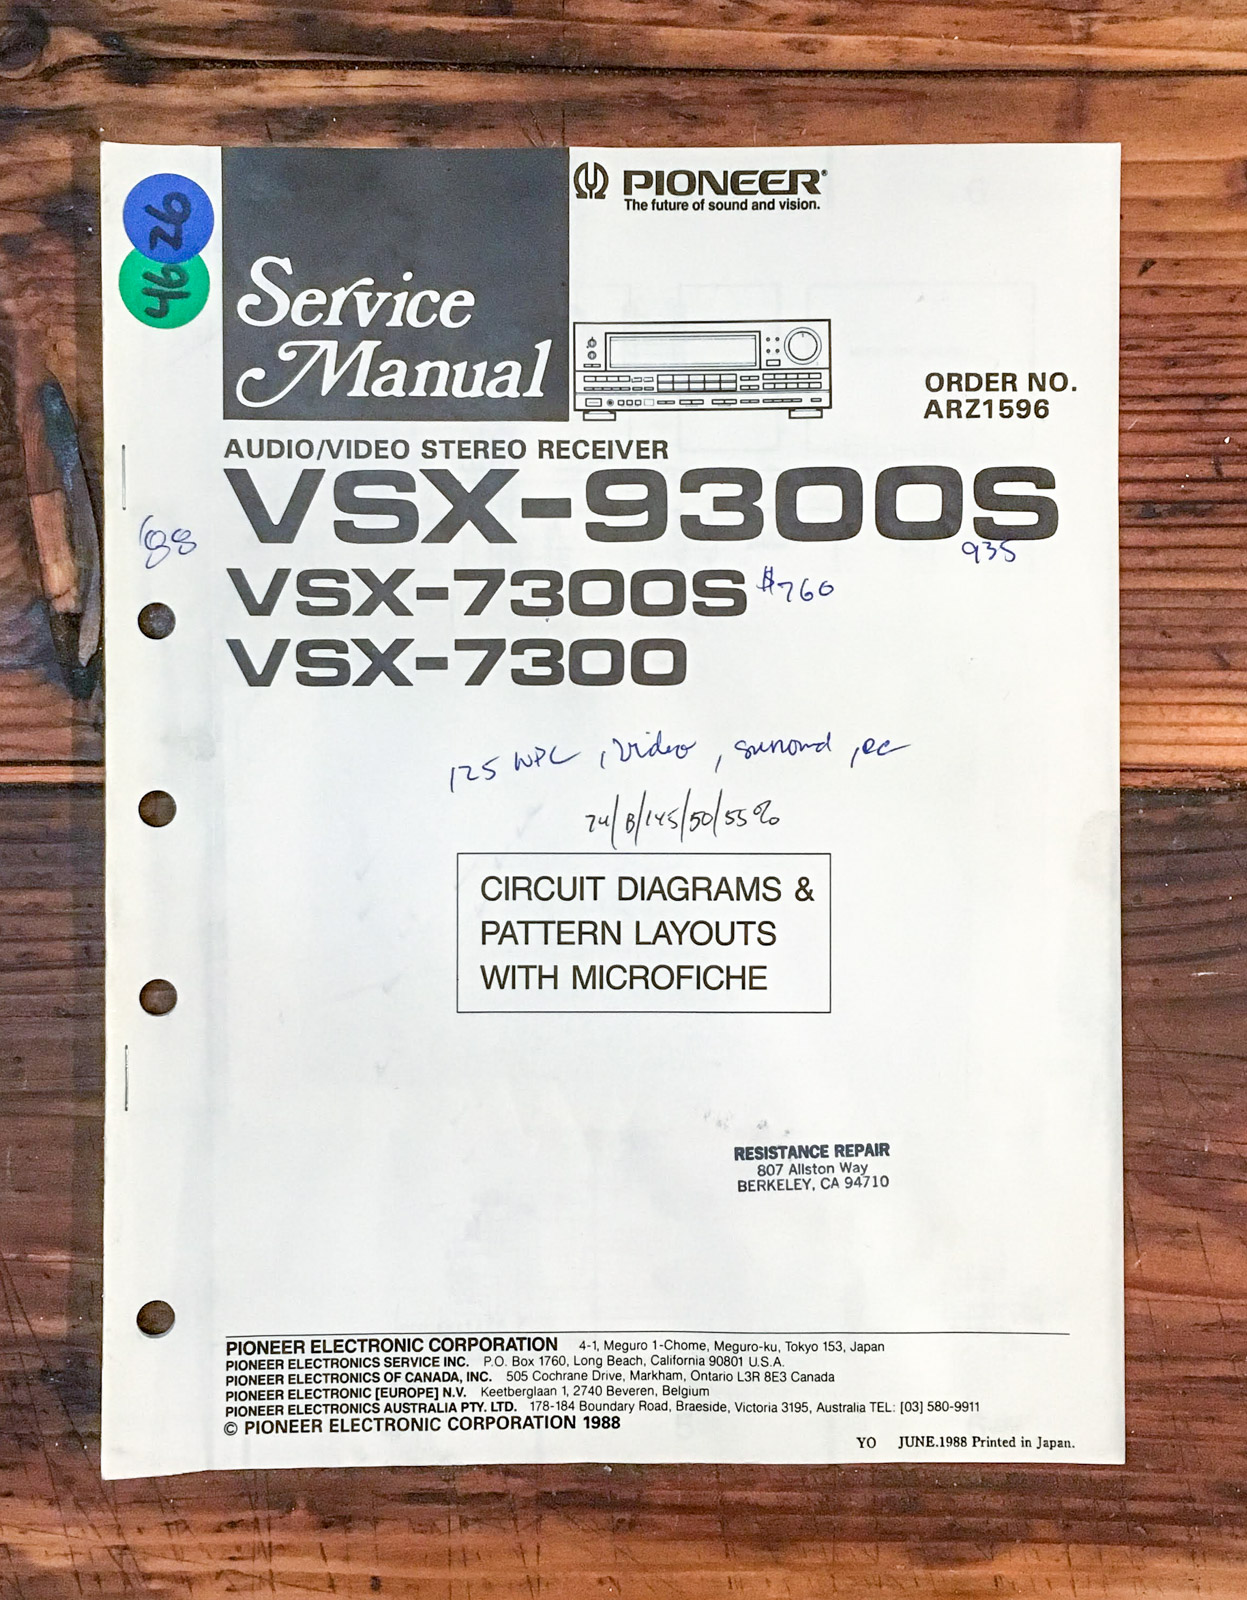 26
46
Service
Manual
PIONEER®
The future of sound and vision.
ORDER NO.
ARZ1596
AUDIO/VIDEO STEREO RECEIVER
VSX-9300S
'88
935
VSX-7300S $760
VSX-7300
125 WPC, Video, surround, RC
/B/145/50/55%
CIRCUIT DIAGRAMS &
PATTERN LAYOUTS
WITH MICROFICHE
RESISTANCE REPAIR
807 Allston Way
BERKELEY, CA 94710
PIONEER ELECTRONIC CORPORATION 4-1, Meguro 1-Chome, Meguro-ku, Tokyo 153, Japan
PIONEER ELECTRONICS SERVICE INC. P.O. Box 1760, Long Beach, California 90801 U.S.A.
PIONEER ELECTRONICS OF CANADA, INC. 505 Cochrane Drive, Markham, Ontario L3R 8E3 Canada
PIONEER ELECTRONIC [EUROPE] N.V. Keetberglaan 1, 2740 Beveren, Belgium
PIONEER ELECTRONICS AUSTRALIA PTY. LTD. 178-184 Boundary Road, Braeside, Victoria 3195, Australia TEL: [03] 580-9911
© PIONEER ELECTRONIC CORPORATION 1988
YO JUNE.1988 Printed in Japan.